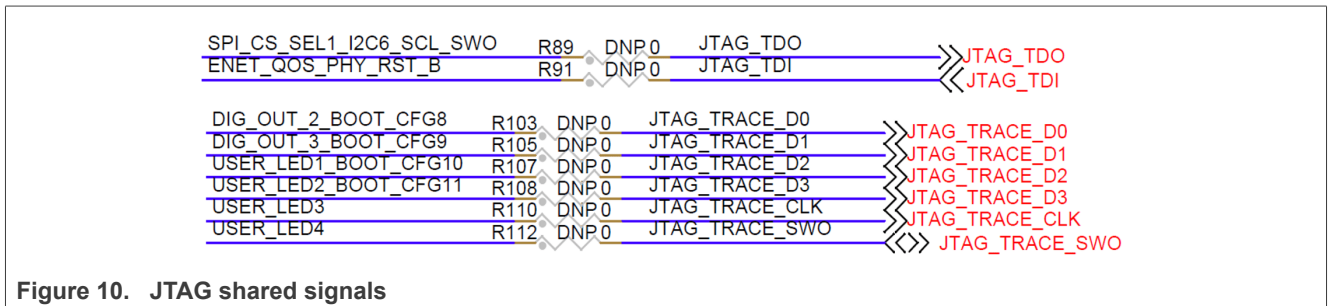 SPI_CS_SEL1_I2C6_SCL_SWO R89 DNP 0 JTAG_TDO JTAG_TDO
ENET_QOS_PHY_RST_B R91 DNP 0 JTAG_TDI JTAG_TDI
DIG_OUT_2_BOOT_CFG8 R103 DNP 0 JTAG_TRACE_D0 JTAG_TRACE_D0
DIG_OUT_3_BOOT_CFG9 R105 DNP 0 JTAG_TRACE_D1 JTAG_TRACE_D1
USER_LED1_BOOT_CFG10 R107 DNP 0 JTAG_TRACE_D2 JTAG_TRACE_D2
USER_LED2_BOOT_CFG11 R108 DNP 0 JTAG_TRACE_D3 JTAG_TRACE_D3
USER_LED3 R110 DNP 0 JTAG_TRACE_CLK JTAG_TRACE_CLK
USER_LED4 R112 DNP 0 JTAG_TRACE_SWO JTAG_TRACE_SWO
Figure 10. JTAG shared signals